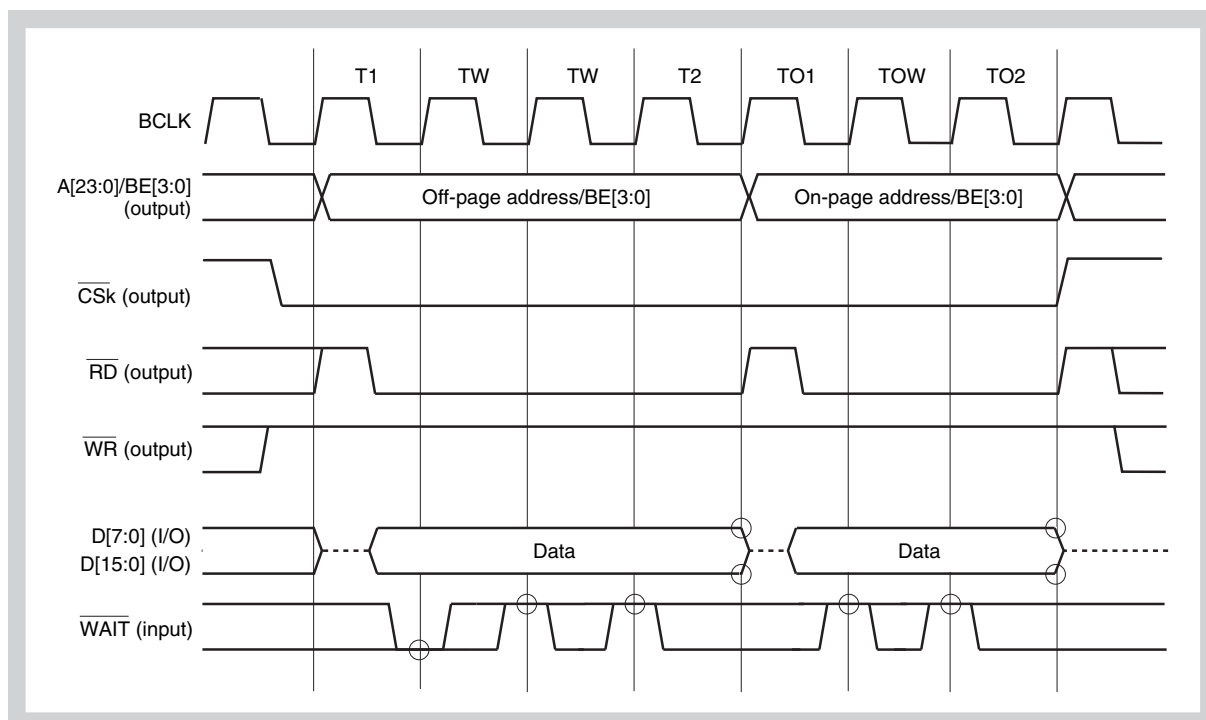 T1 TW TW T2 TO1 TOW TO2
BCLK
A[23:0]/BE[3:0]
(output)
Off-page address/BE[3:0] On-page address/BE[3:0]
CSk (output)
RD (output)
WR (output)
D[7:0] (I/O)
D[15:0] (I/O)
Data Data
WAIT (input)